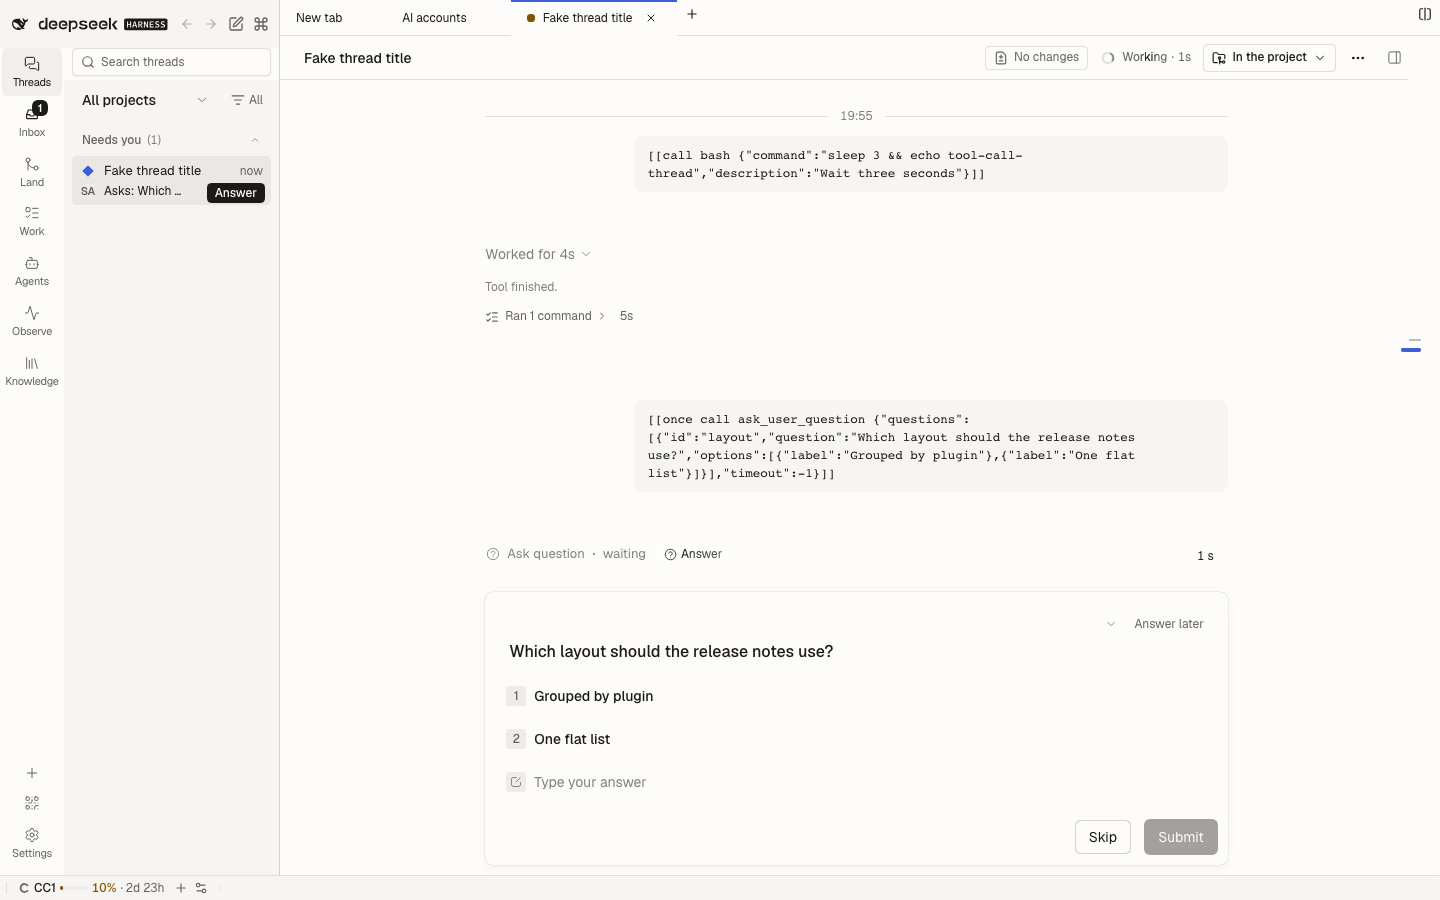 deepseek HARNESS
New tab
AI accounts
Fake thread title
Threads
1
Inbox
Land
Work
Agents
Observe
Knowledge
Settings
Search threads
All projects
All
Needs you (1)
Fake thread title now
SA Asks: Which ... Answer
Fake thread title
No changes
Working · 1s
In the project
19:55
[[call bash {"command":"sleep 3 && echo tool-call-
thread","description":"Wait three seconds"}]]
Worked for 4s
Tool finished.
Ran 1 command 5s
[[once call ask_user_question {"questions":
[{"id":"layout","question":"Which layout should the release notes
use?","options":[{"label":"Grouped by plugin"},{"label":"One flat
list"}]}],"timeout":-1}]]
Ask question · waiting Answer 1 s
Answer later
Which layout should the release notes use?
1 Grouped by plugin
2 One flat list
Type your answer
Skip Submit
C CC1 10% · 2d 23h